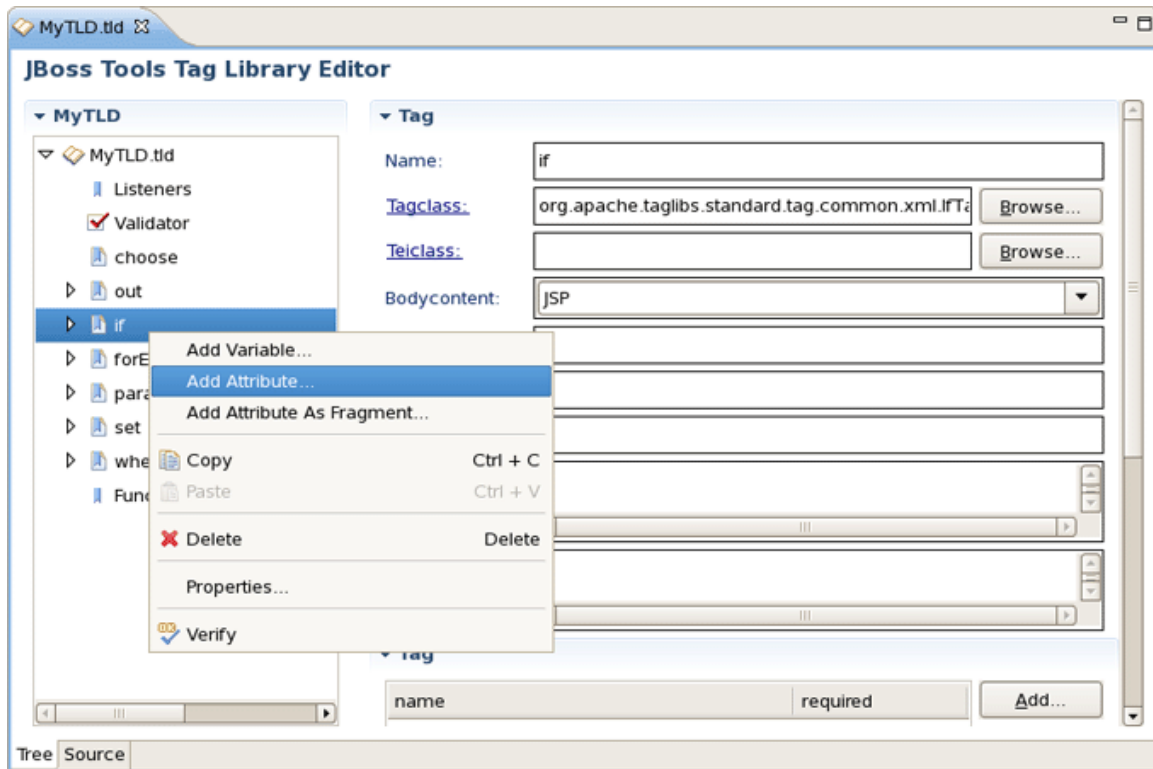 MyTLD.tld
JBoss Tools Tag Library Editor
MyTLD
MyTLD.tld
Listeners
Validator
choose
out
if
forE
para
set
whe
Func
Add Variable...
Add Attribute...
Add Attribute As Fragment...
Copy Ctrl + C
Paste Ctrl + V
Delete Delete
Properties...
Verify
Tag
Name: if
Tagclass: org.apache.taglibs.standard.tag.common.xml.IfTa Browse...
Teiclass: Browse...
Bodycontent: JSP
Tag
name required Add...
Tree Source